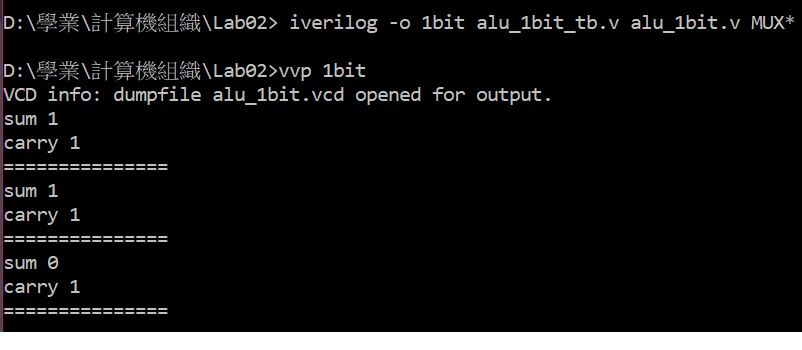 D:\學業\計算機組織\Lab02> iverilog -o 1bit alu_1bit_tb.v alu_1bit.v MUX*
D:\學業\計算機組織\Lab02>vvp 1bit
VCD info: dumpfile alu_1bit.vcd opened for output.
sum 1
carry 1
===============
sum 1
carry 1
===============
sum 0
carry 1
===============